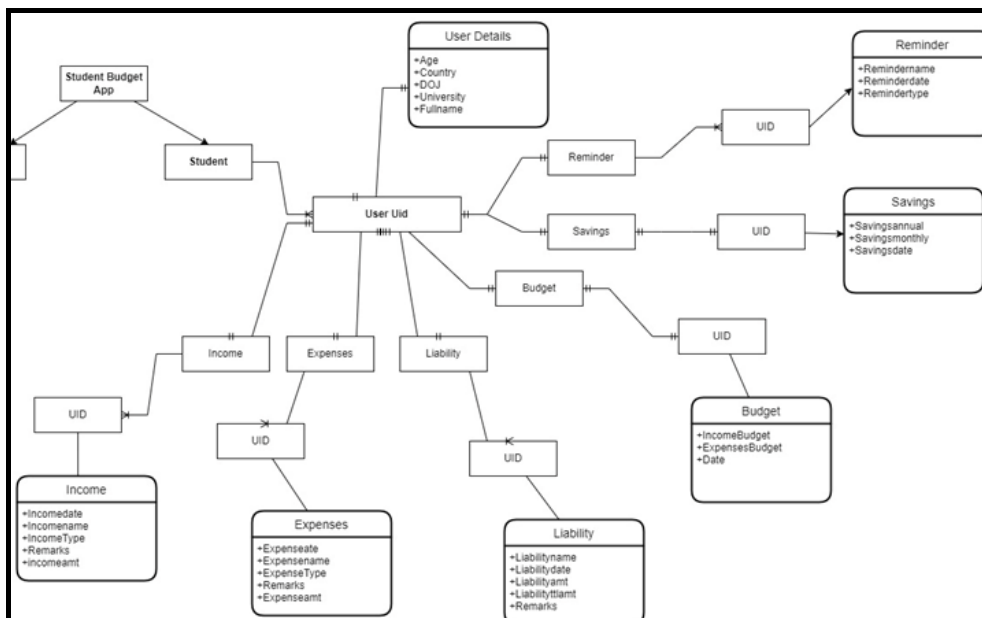 User Details
+Age
+Country
+DOJ
+University
+Fullname
Reminder
+Remindername
+Reminderdate
+Remindertype
Student Budget
App
Student
UID
Reminder
User Uid
Savings
UID
Savings
+Savingsannual
+Savingsmonthly
+Savingsdate
Budget
UID
Income
Expenses
Liability
UID
UID
UID
Budget
+IncomeBudget
+ExpensesBudget
+Date
Income
+Incomedate
+Incomename
+IncomeType
+Remarks
+incomeamt
Expenses
+Expenseate
+Expensename
+ExpenseType
+Remarks
+Expenseamt
Liability
+Liabilityname
+Liabilitydate
+Liabilityamt
+Liabilityttlamt
+Remarks